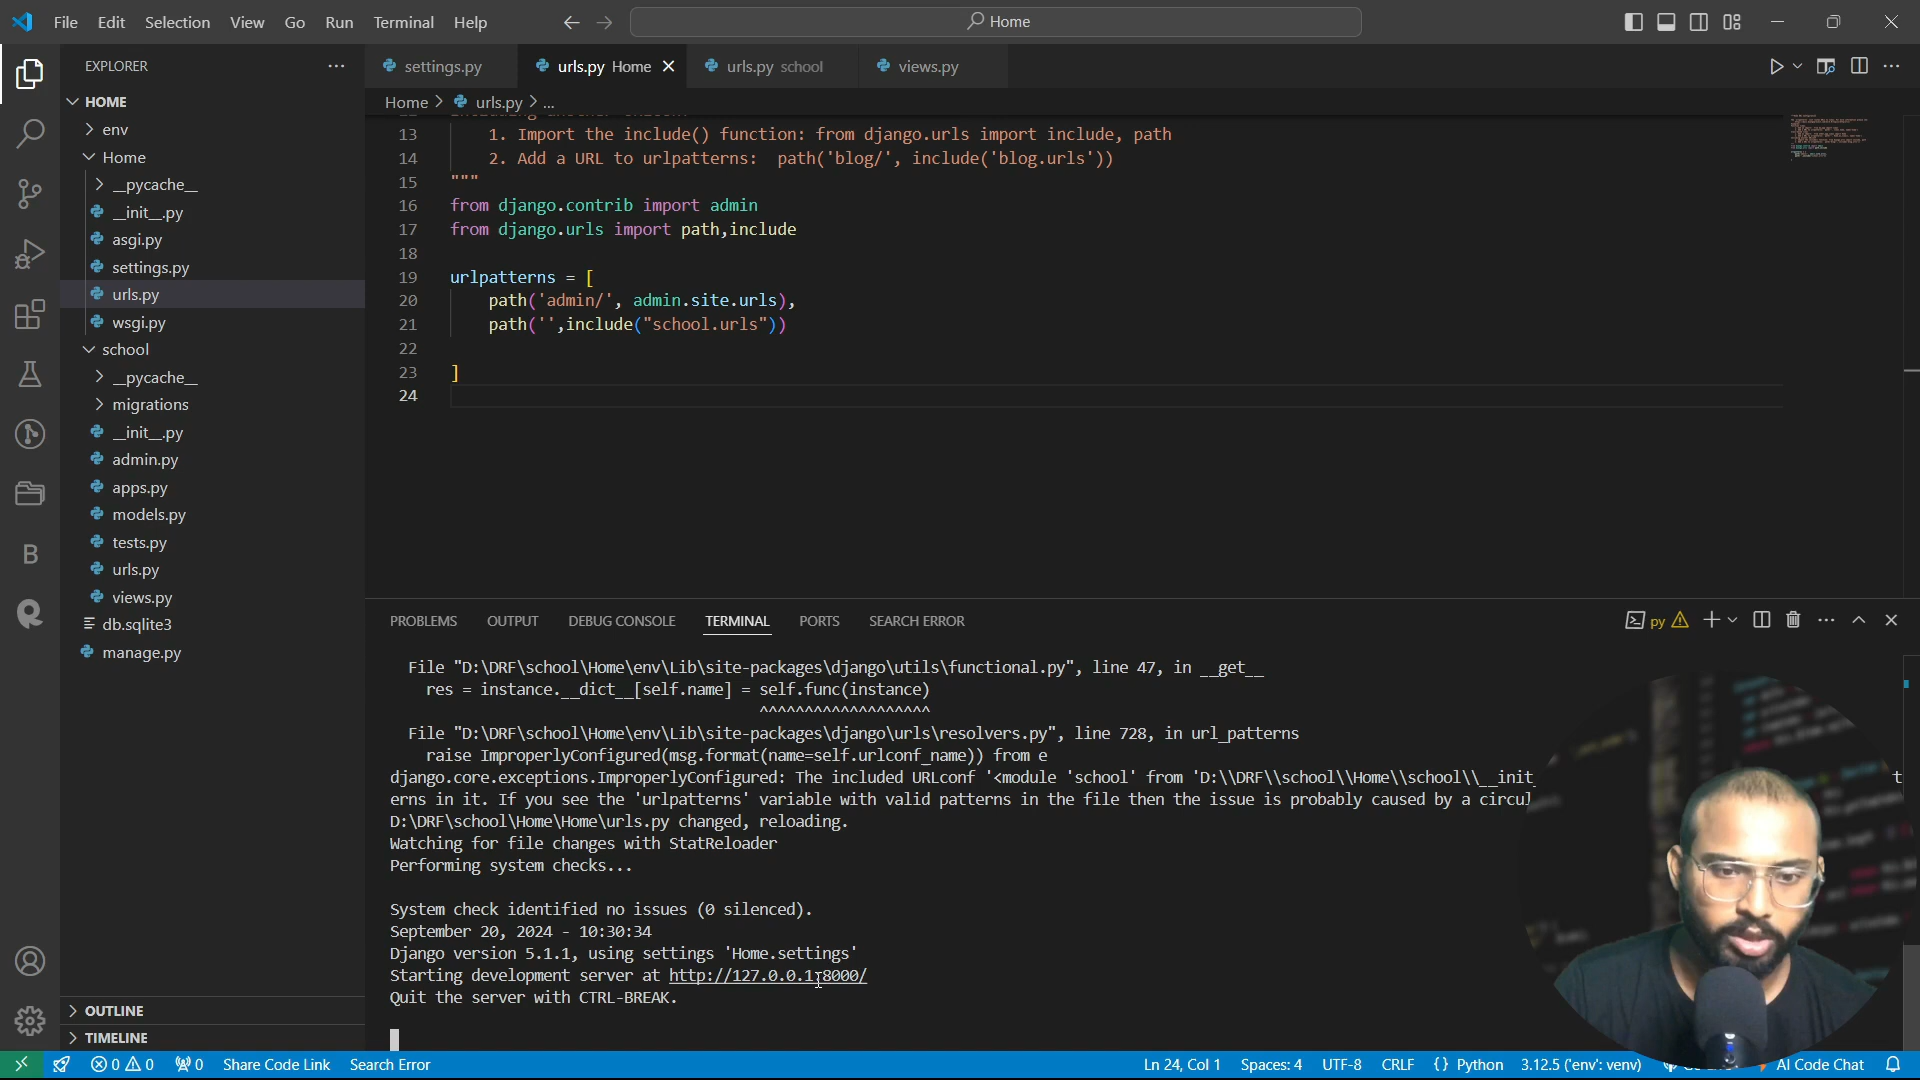 File Edit Selection View Go Run Terminal Help
Home
EXPLORER
HOME
env
Home
__pycache__
__init__.py
asgi.py
settings.py
urls.py
wsgi.py
school
__pycache__
migrations
__init__.py
admin.py
apps.py
models.py
tests.py
urls.py
views.py
db.sqlite3
manage.py
OUTLINE
TIMELINE
settings.py urls.py Home urls.py school views.py
Home > urls.py > ...
13 1. Import the include() function: from django.urls import include, path
14 2. Add a URL to urlpatterns: path('blog/', include('blog.urls'))
15 """
16 from django.contrib import admin
17 from django.urls import path,include
18
19 urlpatterns = [
20 path('admin/', admin.site.urls),
21 path('',include("school.urls"))
22
23 ]
24
PROBLEMS OUTPUT DEBUG CONSOLE TERMINAL PORTS SEARCH ERROR
py
File "D:\DRF\school\Home\env\Lib\site-packages\django\utils\functional.py", line 47, in __get__
res = instance.__dict__[self.name] = self.func(instance)
^^^^^^^^^^^^^^^^^^^
File "D:\DRF\school\Home\env\Lib\site-packages\django\urls\resolvers.py", line 728, in url_patterns
raise ImproperlyConfigured(msg.format(name=self.urlconf_name)) from e
django.core.exceptions.ImproperlyConfigured: The included URLconf '<module 'school' from 'D:\\DRF\\school\\Home\\school\\__init
erns in it. If you see the 'urlpatterns' variable with valid patterns in the file then the issue is probably caused by a
D:\DRF\school\Home\Home\urls.py changed, reloading.
Watching for file changes with StatReloader
Performing system checks...
System check identified no issues (0 silenced).
September 20, 2024 - 10:30:34
Django version 5.1.1, using settings 'Home.settings'
Starting development server at http://127.0.0.1:8000/
Quit the server with CTRL-BREAK.
0 0 0 Share Code Link Search Error Ln 24, Col 1 Spaces: 4 UTF-8 CRLF {} Python 3.12.5 ('env': venv) AI Code Chat